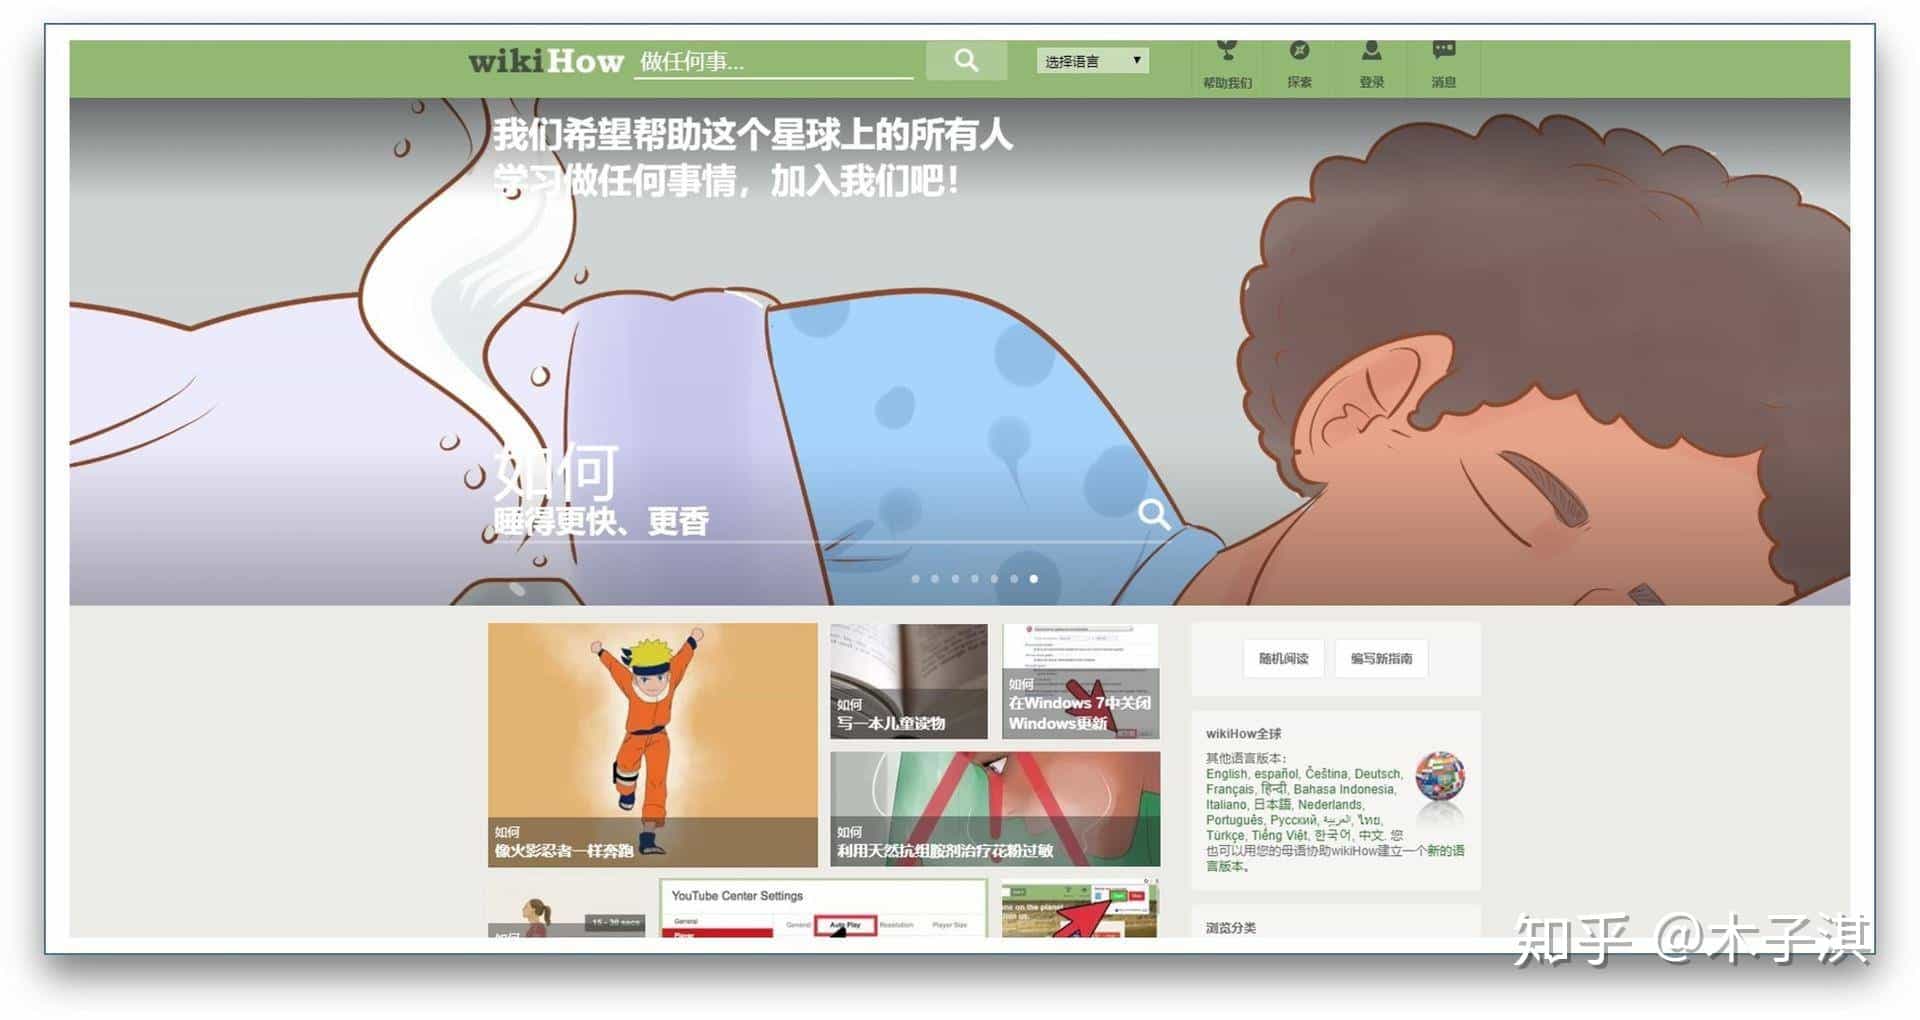 wikiHow 做任何事... 选择语言 ▼ 帮助我们 探索 登录 消息
我们希望帮助这个星球上的所有人
学习做任何事情，加入我们吧！
如何
睡得更快、更香
如何
像火影忍者一样奔跑
如何
写一本儿童读物
如何
在Windows 7中关闭
Windows更新
如何
利用天然抗组胺剂治疗花粉过敏
15 - 30 secs
如何
YouTube Center Settings
General
Player
General Auto Play Resolution Player Size
ons on the planet
in us.
随机阅读 编写新指南
wikiHow全球
其他语言版本：
English, español, Čeština, Deutsch,
Français, हिन्दी, Bahasa Indonesia,
Italiano, 日本語, Nederlands,
Português, Русский, العربية, ไทย,
Türkçe, Tiếng Việt, 한국어, 中文. 您
也可以用您的母语协助wikiHow建立一个新的语
言版本。
浏览分类
知乎 @木子淇